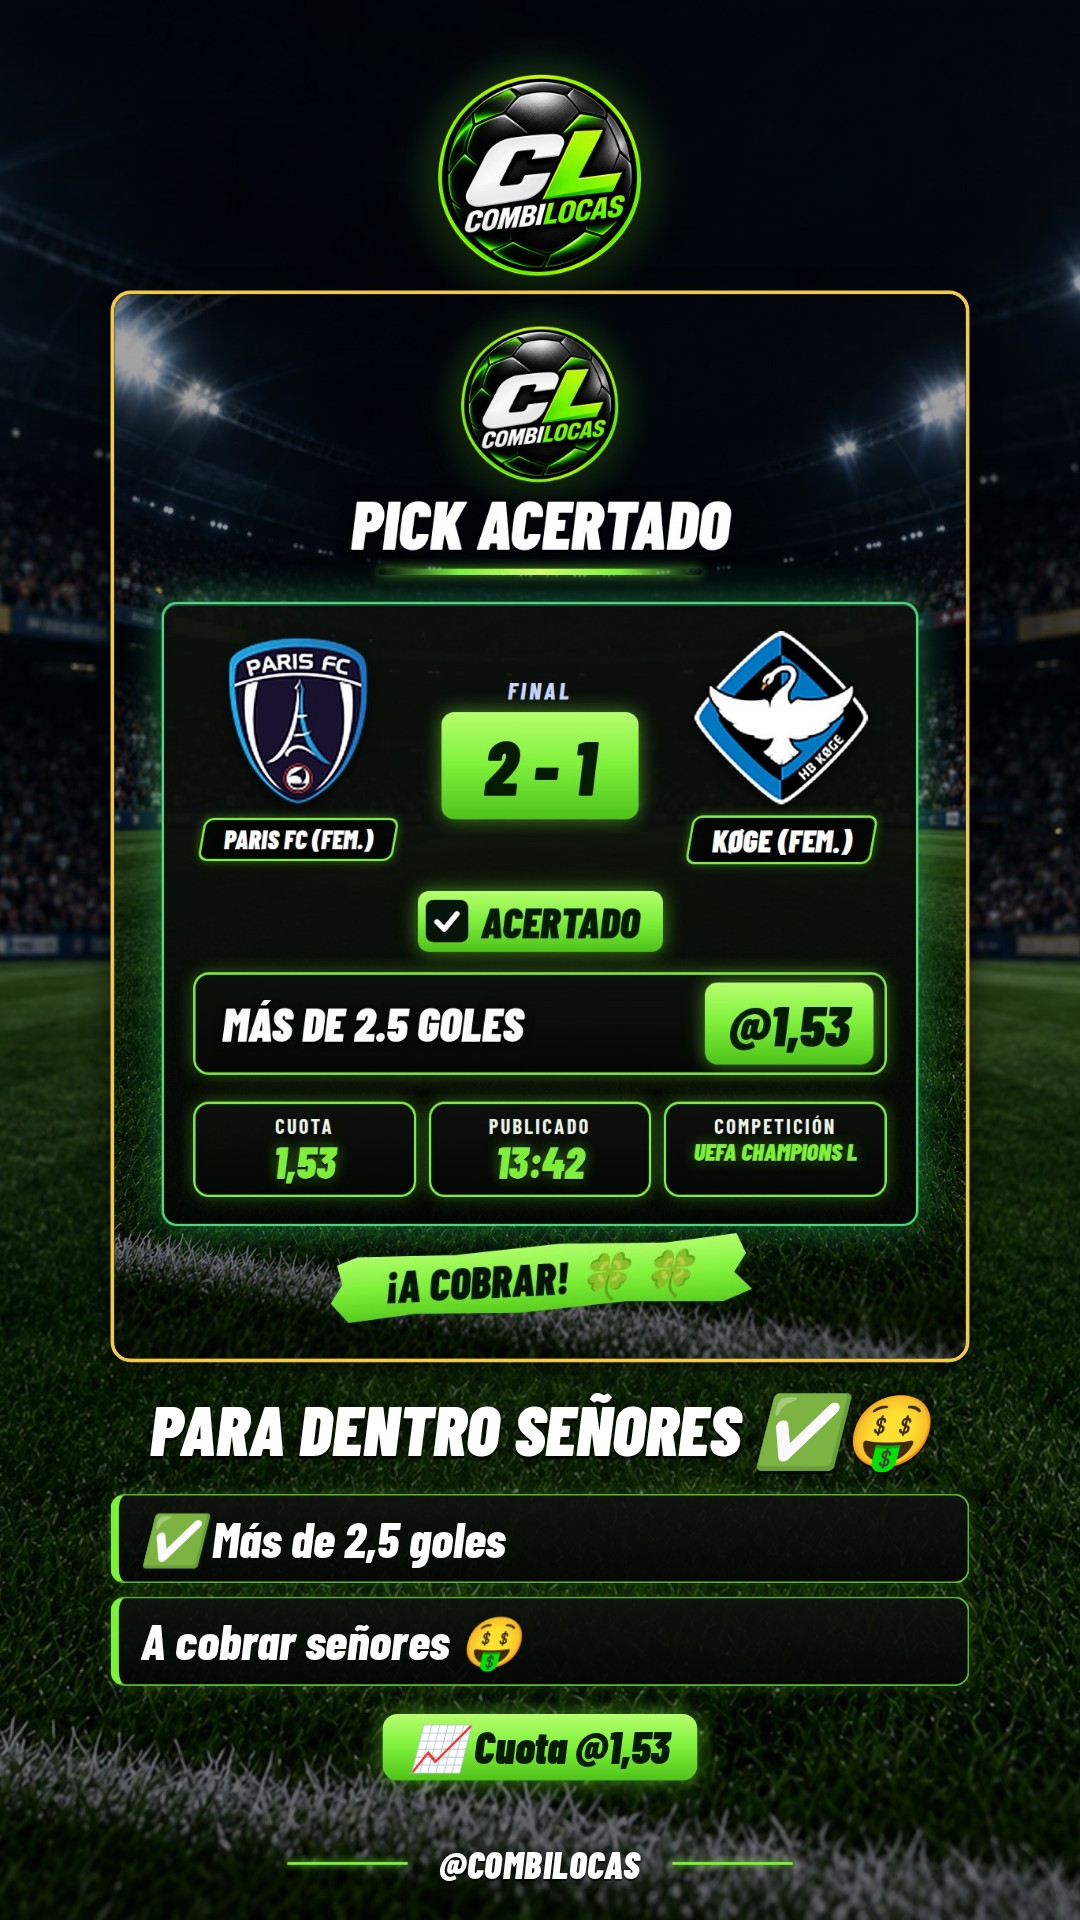 CL
COMBILOCAS
CL
COMBILOCAS
PICK ACERTADO
PARIS FC
FINAL
2 - 1
HB KØGE
PARIS FC (FEM.)
KØGE (FEM.)
✓ ACERTADO
MÁS DE 2.5 GOLES
@1,53
CUOTA
1,53
PUBLICADO
13:42
COMPETICIÓN
UEFA CHAMPIONS L
¡A COBRAR! 🍀 🍀
PARA DENTRO SEÑORES ✅🤑
✅ Más de 2,5 goles
A cobrar señores 🤑
📈 Cuota @1,53
@COMBILOCAS